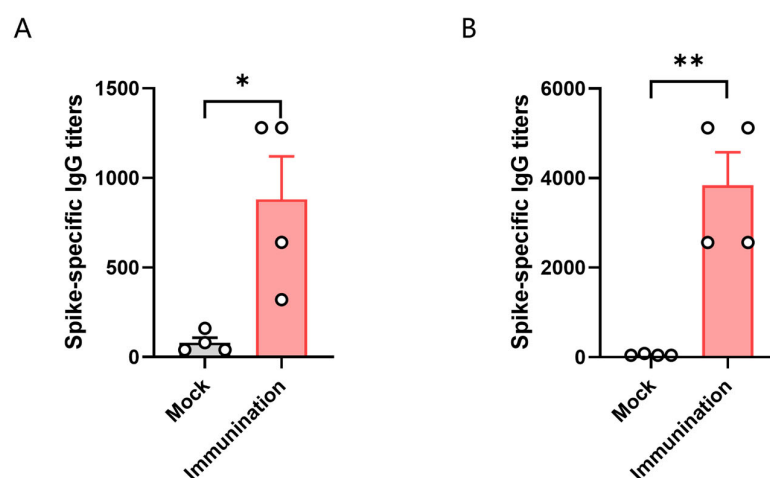 A
Spike-specific IgG titers
1500
1000
500
0
*
Mock
Immunination
B
Spike-specific IgG titers
6000
4000
2000
0
**
Mock
Immunination